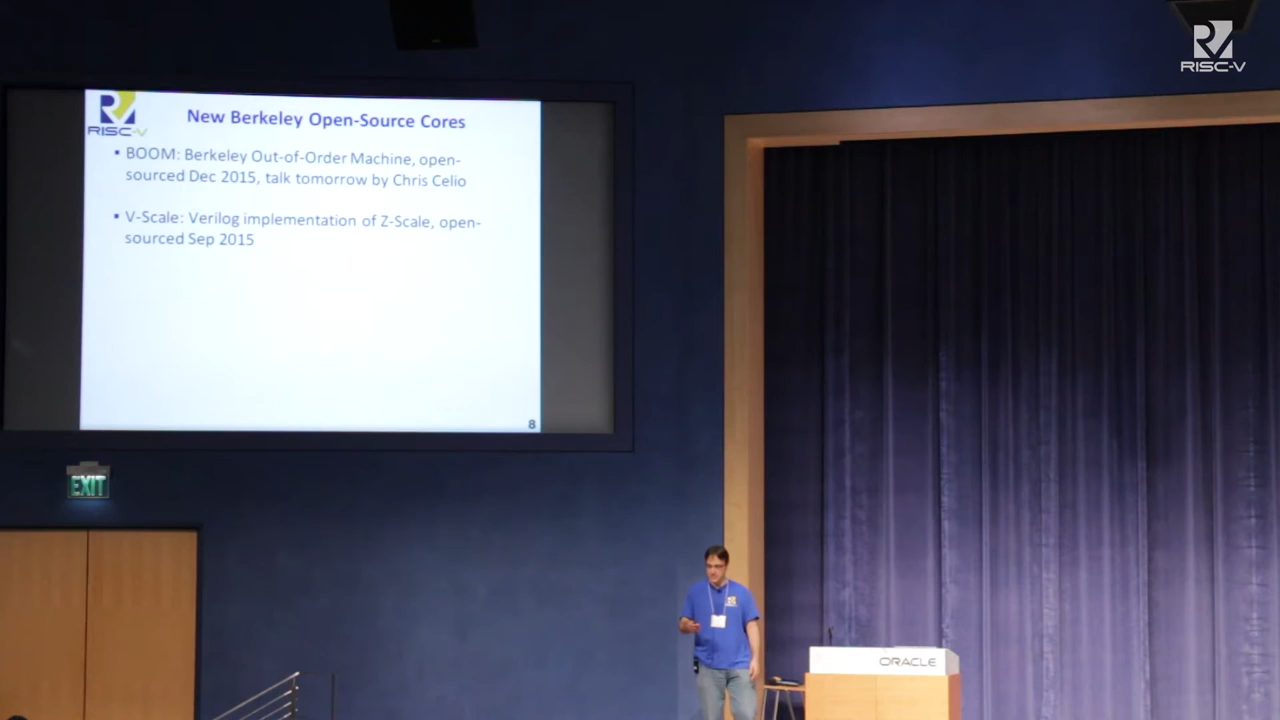 RISC-V
RISC-V
New Berkeley Open-Source Cores
▪ BOOM: Berkeley Out-of-Order Machine, open-
sourced Dec 2015, talk tomorrow by Chris Celio
▪ V-Scale: Verilog implementation of Z-Scale, open-
sourced Sep 2015
8
EXIT
ORACLE